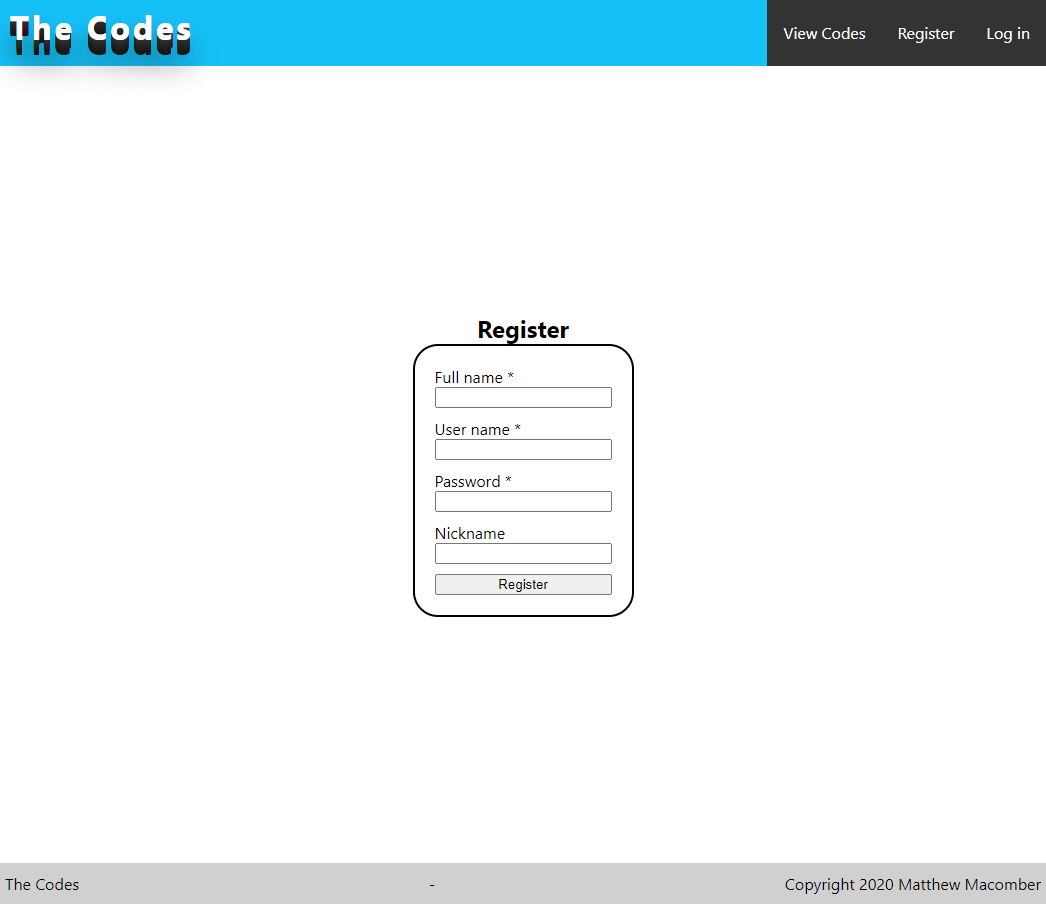 The Codes
View Codes Register Log in
Register
Full name *
User name *
Password *
Nickname
Register
The Codes - Copyright 2020 Matthew Macomber